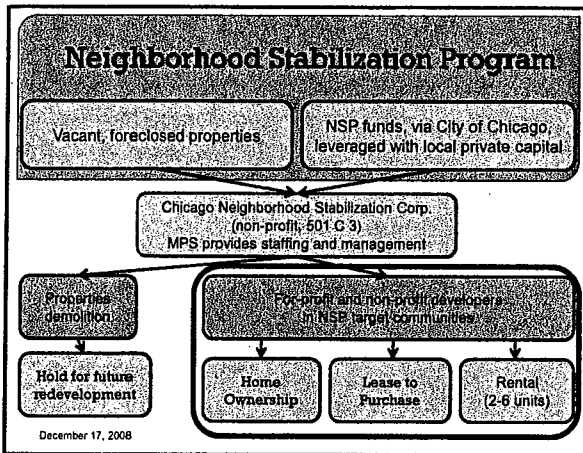 Neighborhood Stabilization Program
Vacant, foreclosed properties
NSP funds, via City of Chicago,
leveraged with local private capital
Chicago Neighborhood Stabilization Corp.
(non-profit, 501 C 3)
MPS provides staffing and management
Properties
demolition
For-profit and non-profit developers
in NSP target communities
Hold for future
redevelopment
Home
Ownership
Lease to
Purchase
Rental
(2-6 units)
December 17, 2008